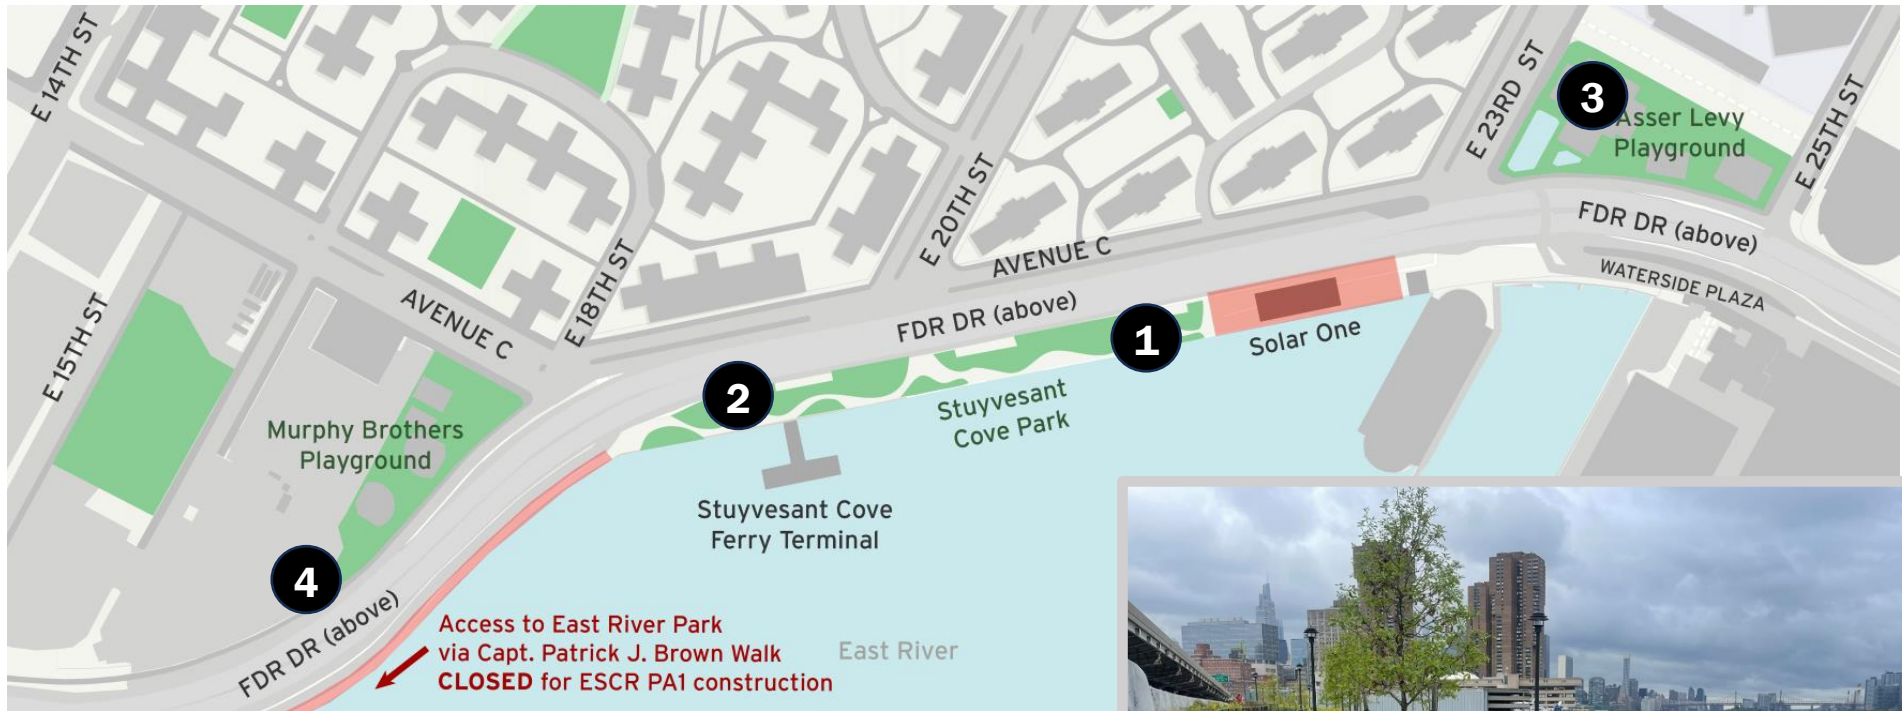 E 14TH ST
E 15TH ST
AVENUE C
E 18TH ST
E 20TH ST
AVENUE C
E 23RD ST
3
Asser Levy
Playground
E 25TH ST
FDR DR (above)
WATERSIDE PLAZA
FDR DR (above)
1
Solar One
2
Stuyvesant
Cove Park
Murphy Brothers
Playground
Stuyvesant Cove
Ferry Terminal
4
FDR DR (above)
Access to East River Park
via Capt. Patrick J. Brown Walk
CLOSED for ESCR PA1 construction
East River